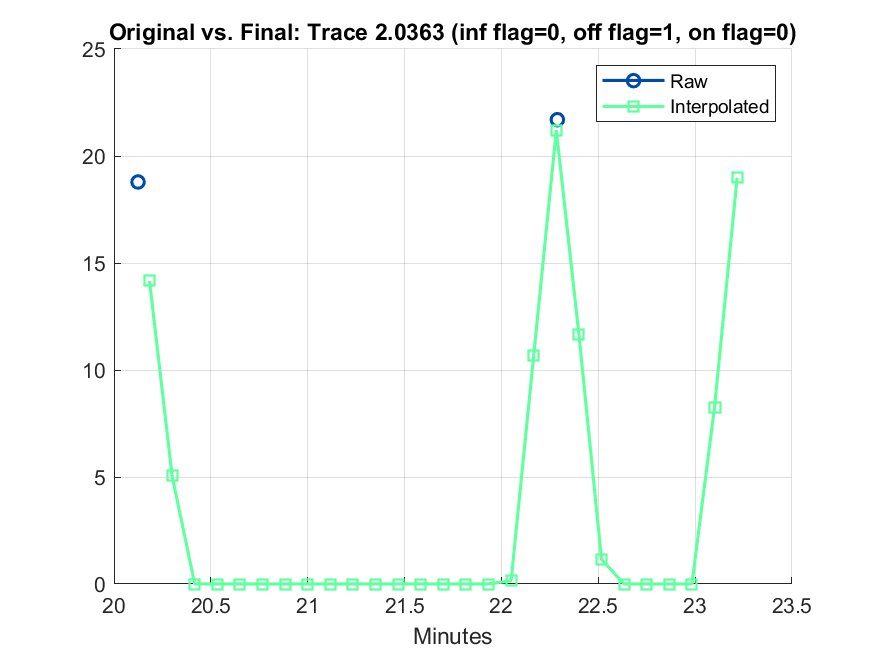 Original vs. Final: Trace 2.0363 (inf flag=0, off flag=1, on flag=0)
25
Raw
Interpolated
20
15
10
5
0
20 20.5 21 21.5 22 22.5 23 23.5
Minutes